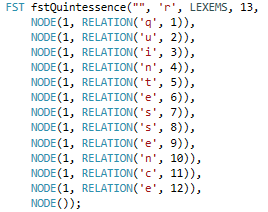 FST fstQuintessence("", 'r', LEXEMS, 13,
NODE(1, RELATION('q', 1)),
NODE(1, RELATION('u', 2)),
NODE(1, RELATION('i', 3)),
NODE(1, RELATION('n', 4)),
NODE(1, RELATION('t', 5)),
NODE(1, RELATION('e', 6)),
NODE(1, RELATION('s', 7)),
NODE(1, RELATION('s', 8)),
NODE(1, RELATION('e', 9)),
NODE(1, RELATION('n', 10)),
NODE(1, RELATION('c', 11)),
NODE(1, RELATION('e', 12)),
NODE());